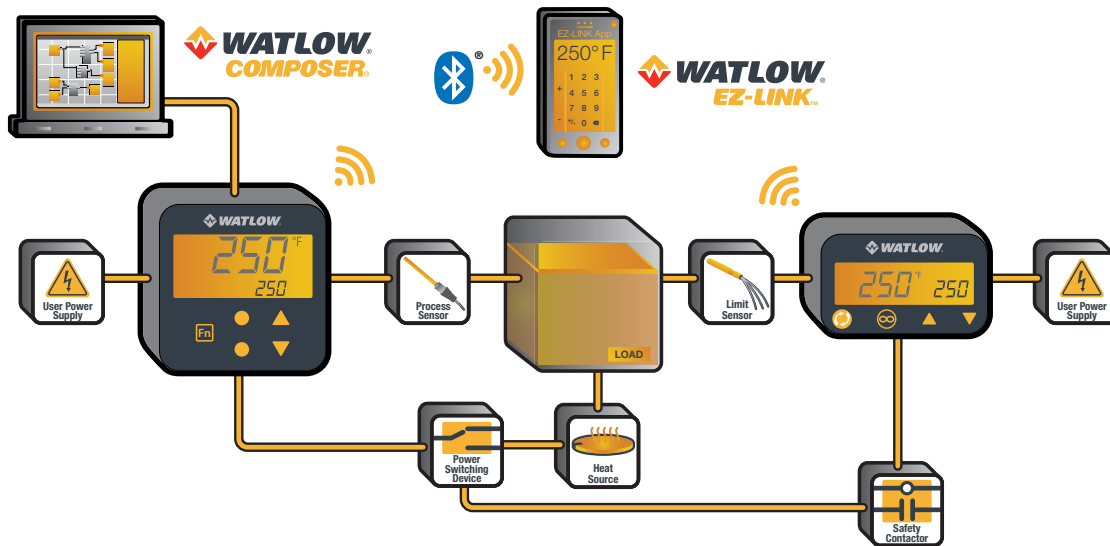 WATLOW®
COMPOSER®
®
EZ-LINK App
250°F
1 2 3
+ 4 5 6
7 8 9
- +/- 0
WATLOW®
EZ-LINK™
WATLOW
250°F
250
Fn
User Power
Supply
Process
Sensor
LOAD
Limit
Sensor
WATLOW
250°F 250
User Power
Supply
Power
Switching
Device
Heat
Source
Safety
Contactor